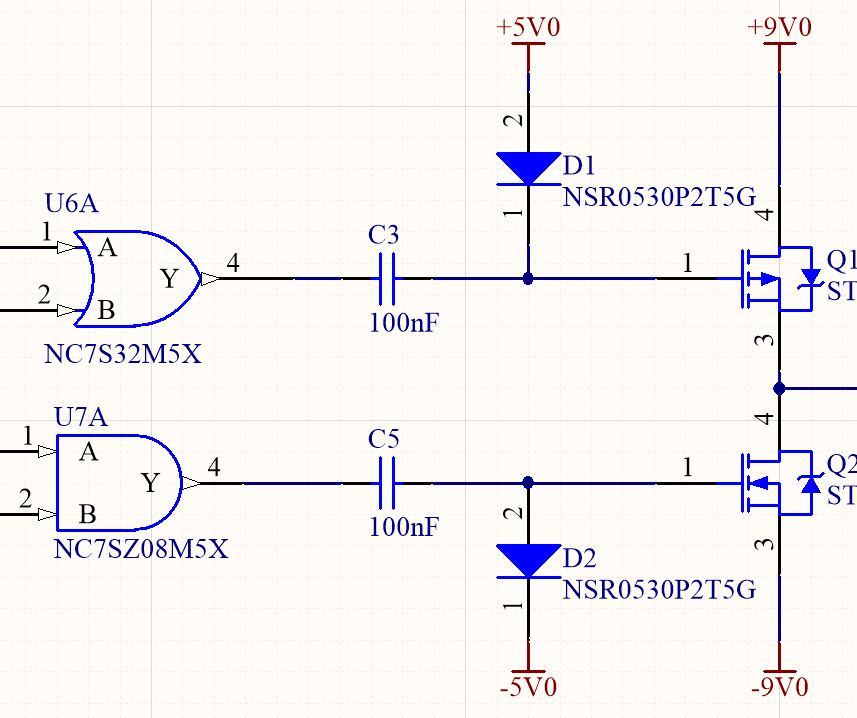 +5V0
+9V0
2
D1
NSR0530P2T5G
1
4
U6A
1
A
2
B
Y
4
NC7S32M5X
C3
100nF
1
Q1
ST
3
U7A
1
A
2
B
Y
4
NC7SZ08M5X
C5
100nF
4
1
Q2
ST
2
D2
NSR0530P2T5G
1
3
-5V0
-9V0